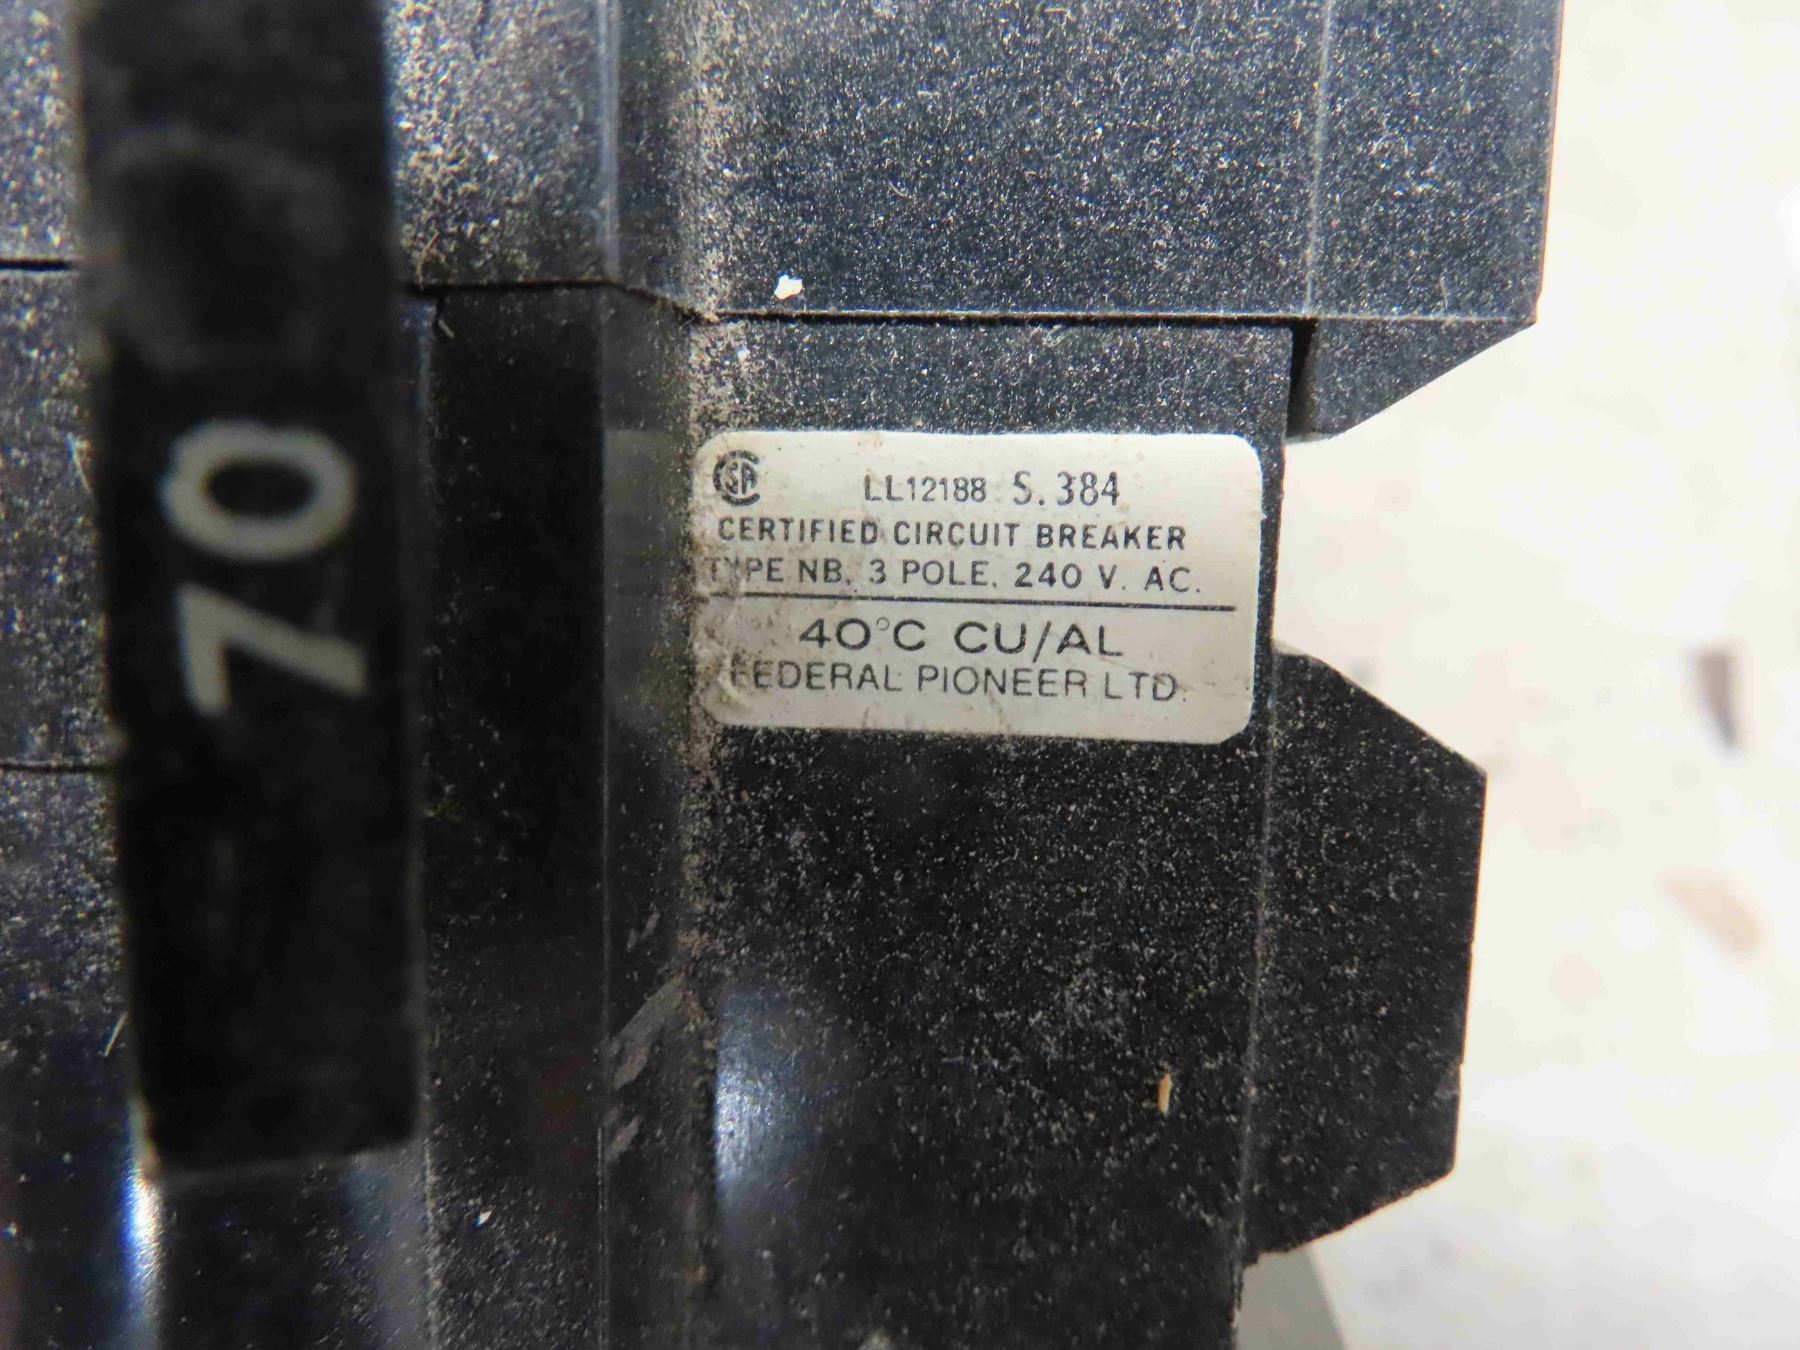 70
CSA LL12188 S.384
CERTIFIED CIRCUIT BREAKER
TYPE NB, 3 POLE, 240 V. AC.
40°C CU/AL
FEDERAL PIONEER LTD.